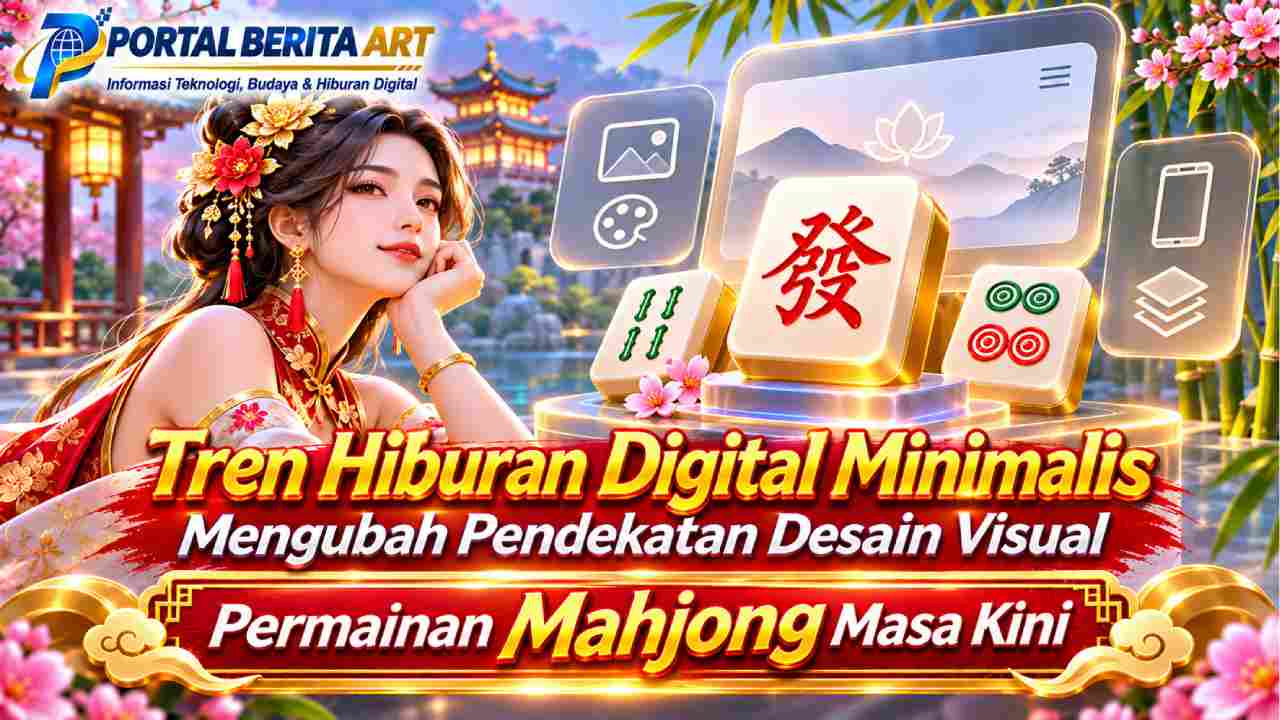 PORTAL BERITA ART
Informasi Teknologi, Budaya & Hiburan Digital
發
Tren Hiburan Digital Minimalis
Mengubah Pendekatan Desain Visual
Permainan Mahjong Masa Kini